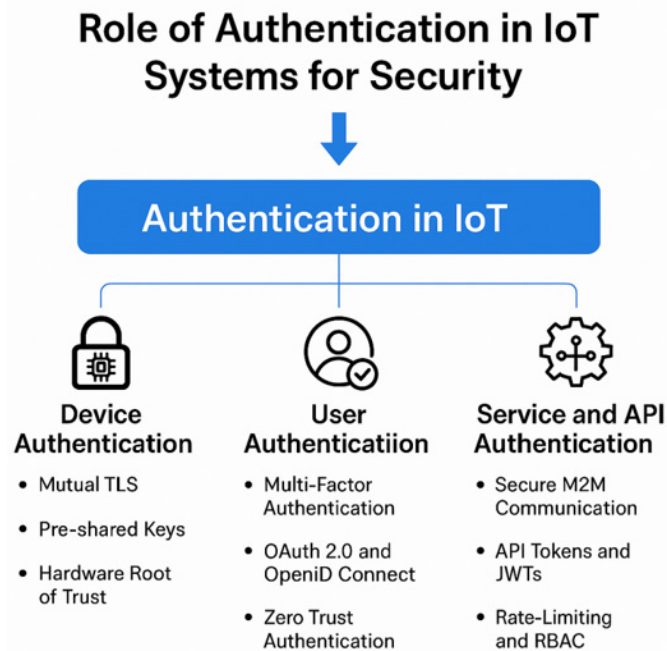 Role of Authentication in IoT
Systems for Security
Authentication in IoT
Device
Authentication
• Mutual TLS
• Pre-shared Keys
• Hardware Root
of Trust
User
Authenticatiion
• Multi-Factor
Authentication
• OAuth 2.0 and
OpeniD Connect
• Zero Trust
Authentication
Service and API
Authentication
• Secure M2M
Communication
• API Tokens and
JWTs
• Rate-Limiting
and RBAC